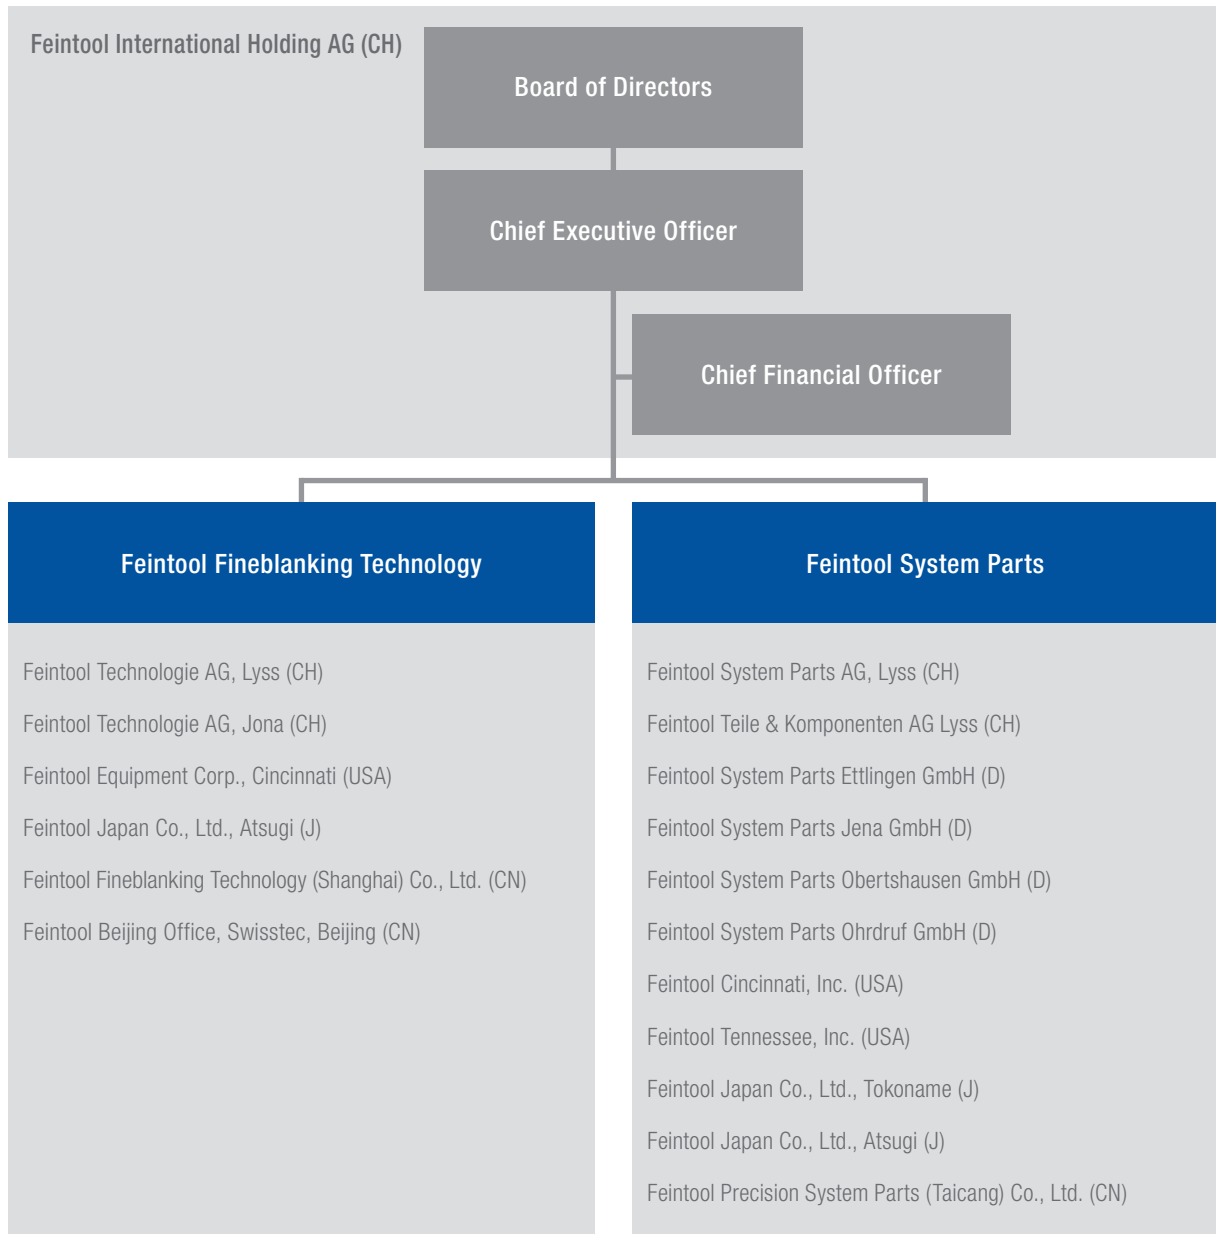 Feintool International Holding AG (CH)
Board of Directors
Chief Executive Officer
Chief Financial Officer
Feintool Fineblanking Technology
Feintool Technologie AG, Lyss (CH)
Feintool Technologie AG, Jona (CH)
Feintool Equipment Corp., Cincinnati (USA)
Feintool Japan Co., Ltd., Atsugi (J)
Feintool Fineblanking Technology (Shanghai) Co., Ltd. (CN)
Feintool Beijing Office, Swisstec, Beijing (CN)
Feintool System Parts
Feintool System Parts AG, Lyss (CH)
Feintool Teile & Komponenten AG Lyss (CH)
Feintool System Parts Ettlingen GmbH (D)
Feintool System Parts Jena GmbH (D)
Feintool System Parts Obertshausen GmbH (D)
Feintool System Parts Ohrdruf GmbH (D)
Feintool Cincinnati, Inc. (USA)
Feintool Tennessee, Inc. (USA)
Feintool Japan Co., Ltd., Tokoname (J)
Feintool Japan Co., Ltd., Atsugi (J)
Feintool Precision System Parts (Taicang) Co., Ltd. (CN)